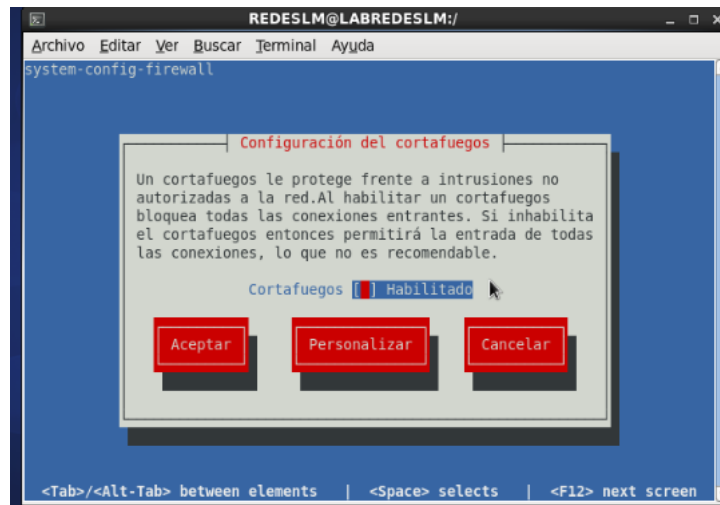 REDESLM@LABREDESLM:/
Archivo Editar Ver Buscar Terminal Ayuda
system-config-firewall
Configuración del cortafuegos
Un cortafuegos le protege frente a intrusiones no
autorizadas a la red.Al habilitar un cortafuegos
bloquea todas las conexiones entrantes. Si inhabilita
el cortafuegos entonces permitirá la entrada de todas
las conexiones, lo que no es recomendable.
Cortafuegos [ ] Habilitado
Aceptar Personalizar Cancelar
<Tab>/<Alt-Tab> between elements | <Space> selects | <F12> next screen